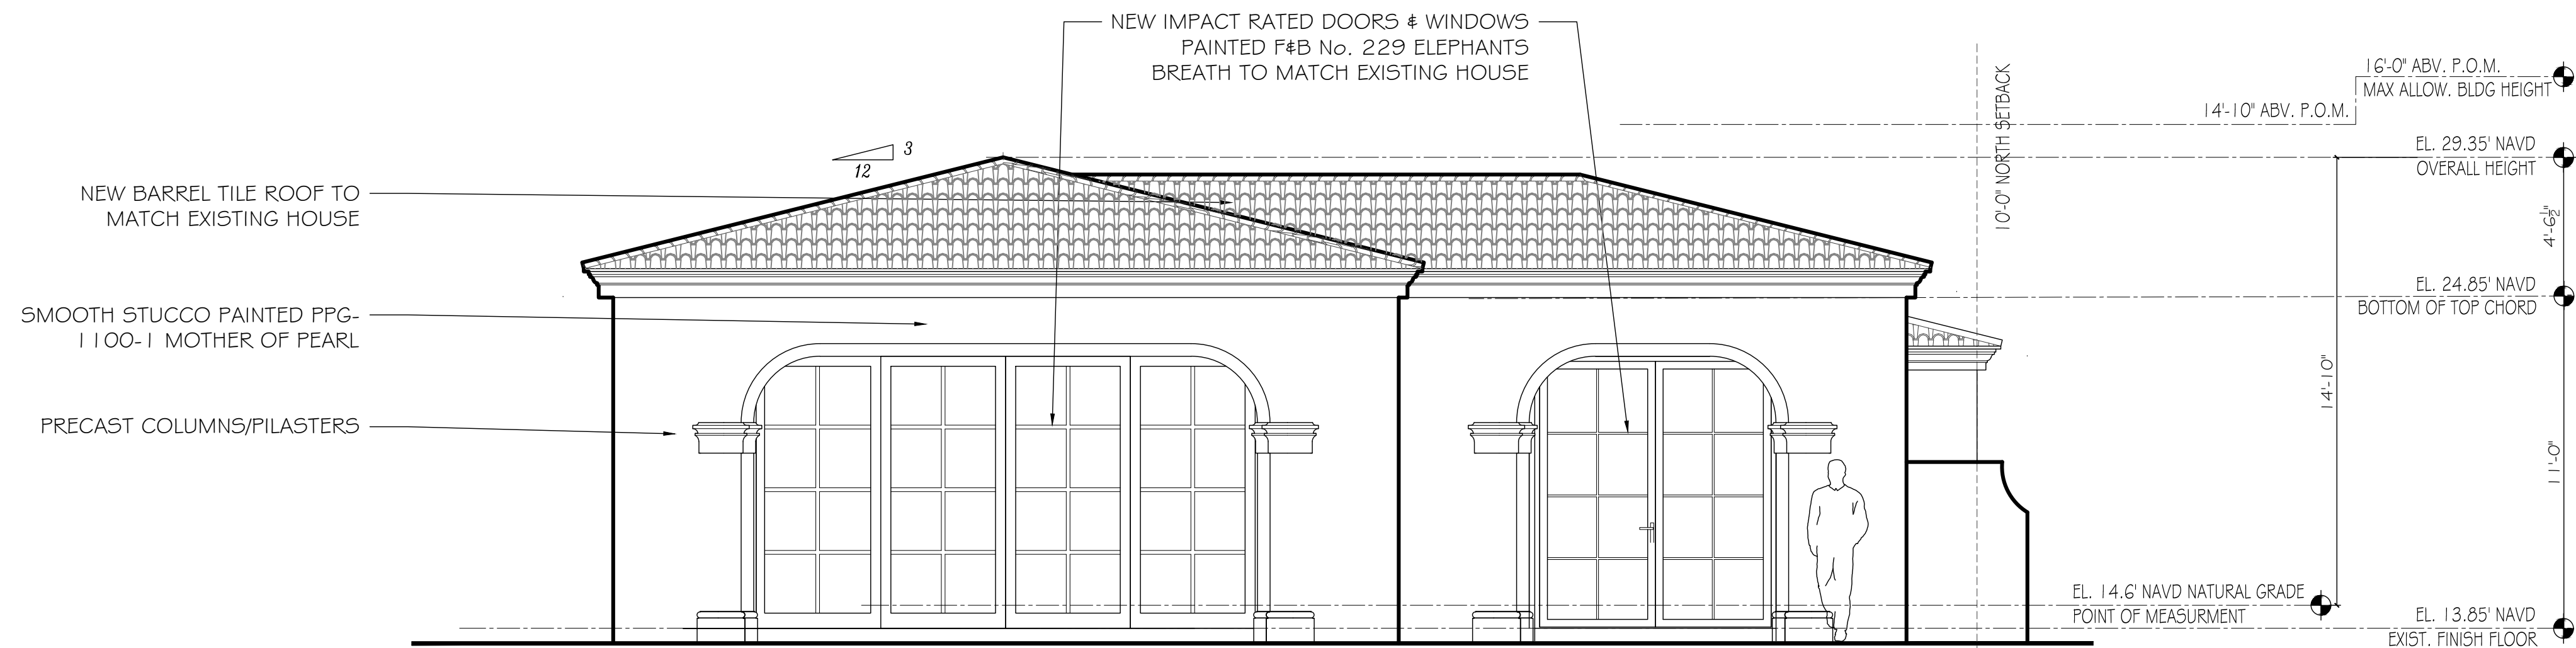 NEW IMPACT RATED DOORS & WINDOWS
PAINTED F&B No. 229 ELEPHANTS
BREATH TO MATCH EXISTING HOUSE
3
12
NEW BARREL TILE ROOF TO
MATCH EXISTING HOUSE
SMOOTH STUCCO PAINTED PPG-
1100-1 MOTHER OF PEARL
PRECAST COLUMNS/PILASTERS
10'-0" NORTH SETBACK
16'-0" ABV. P.O.M.
MAX ALLOW. BLDG HEIGHT
14'-10" ABV. P.O.M.
EL. 29.35' NAVD
OVERALL HEIGHT
4'-6 1/2"
EL. 24.85' NAVD
BOTTOM OF TOP CHORD
14'-10"
11'-0"
EL. 14.6' NAVD NATURAL GRADE
POINT OF MEASURMENT
EL. 13.85' NAVD
EXIST. FINISH FLOOR